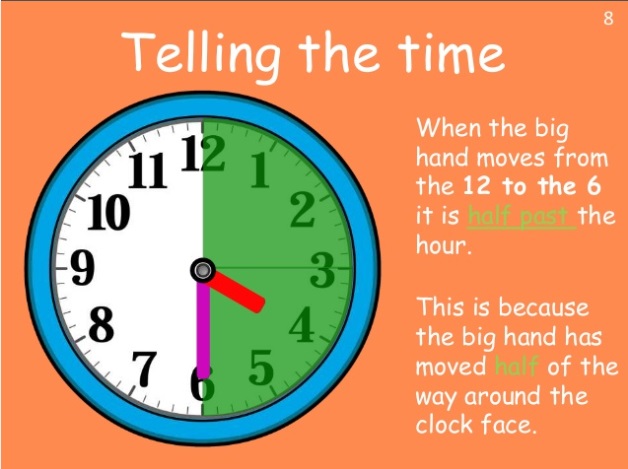 8
Telling the time
12
1
2
3
4
5
6
7
8
9
10
11
When the big
hand moves from
the 12 to the 6
it is half past the
hour.
This is because
the big hand has
moved half of the
way around the
clock face.